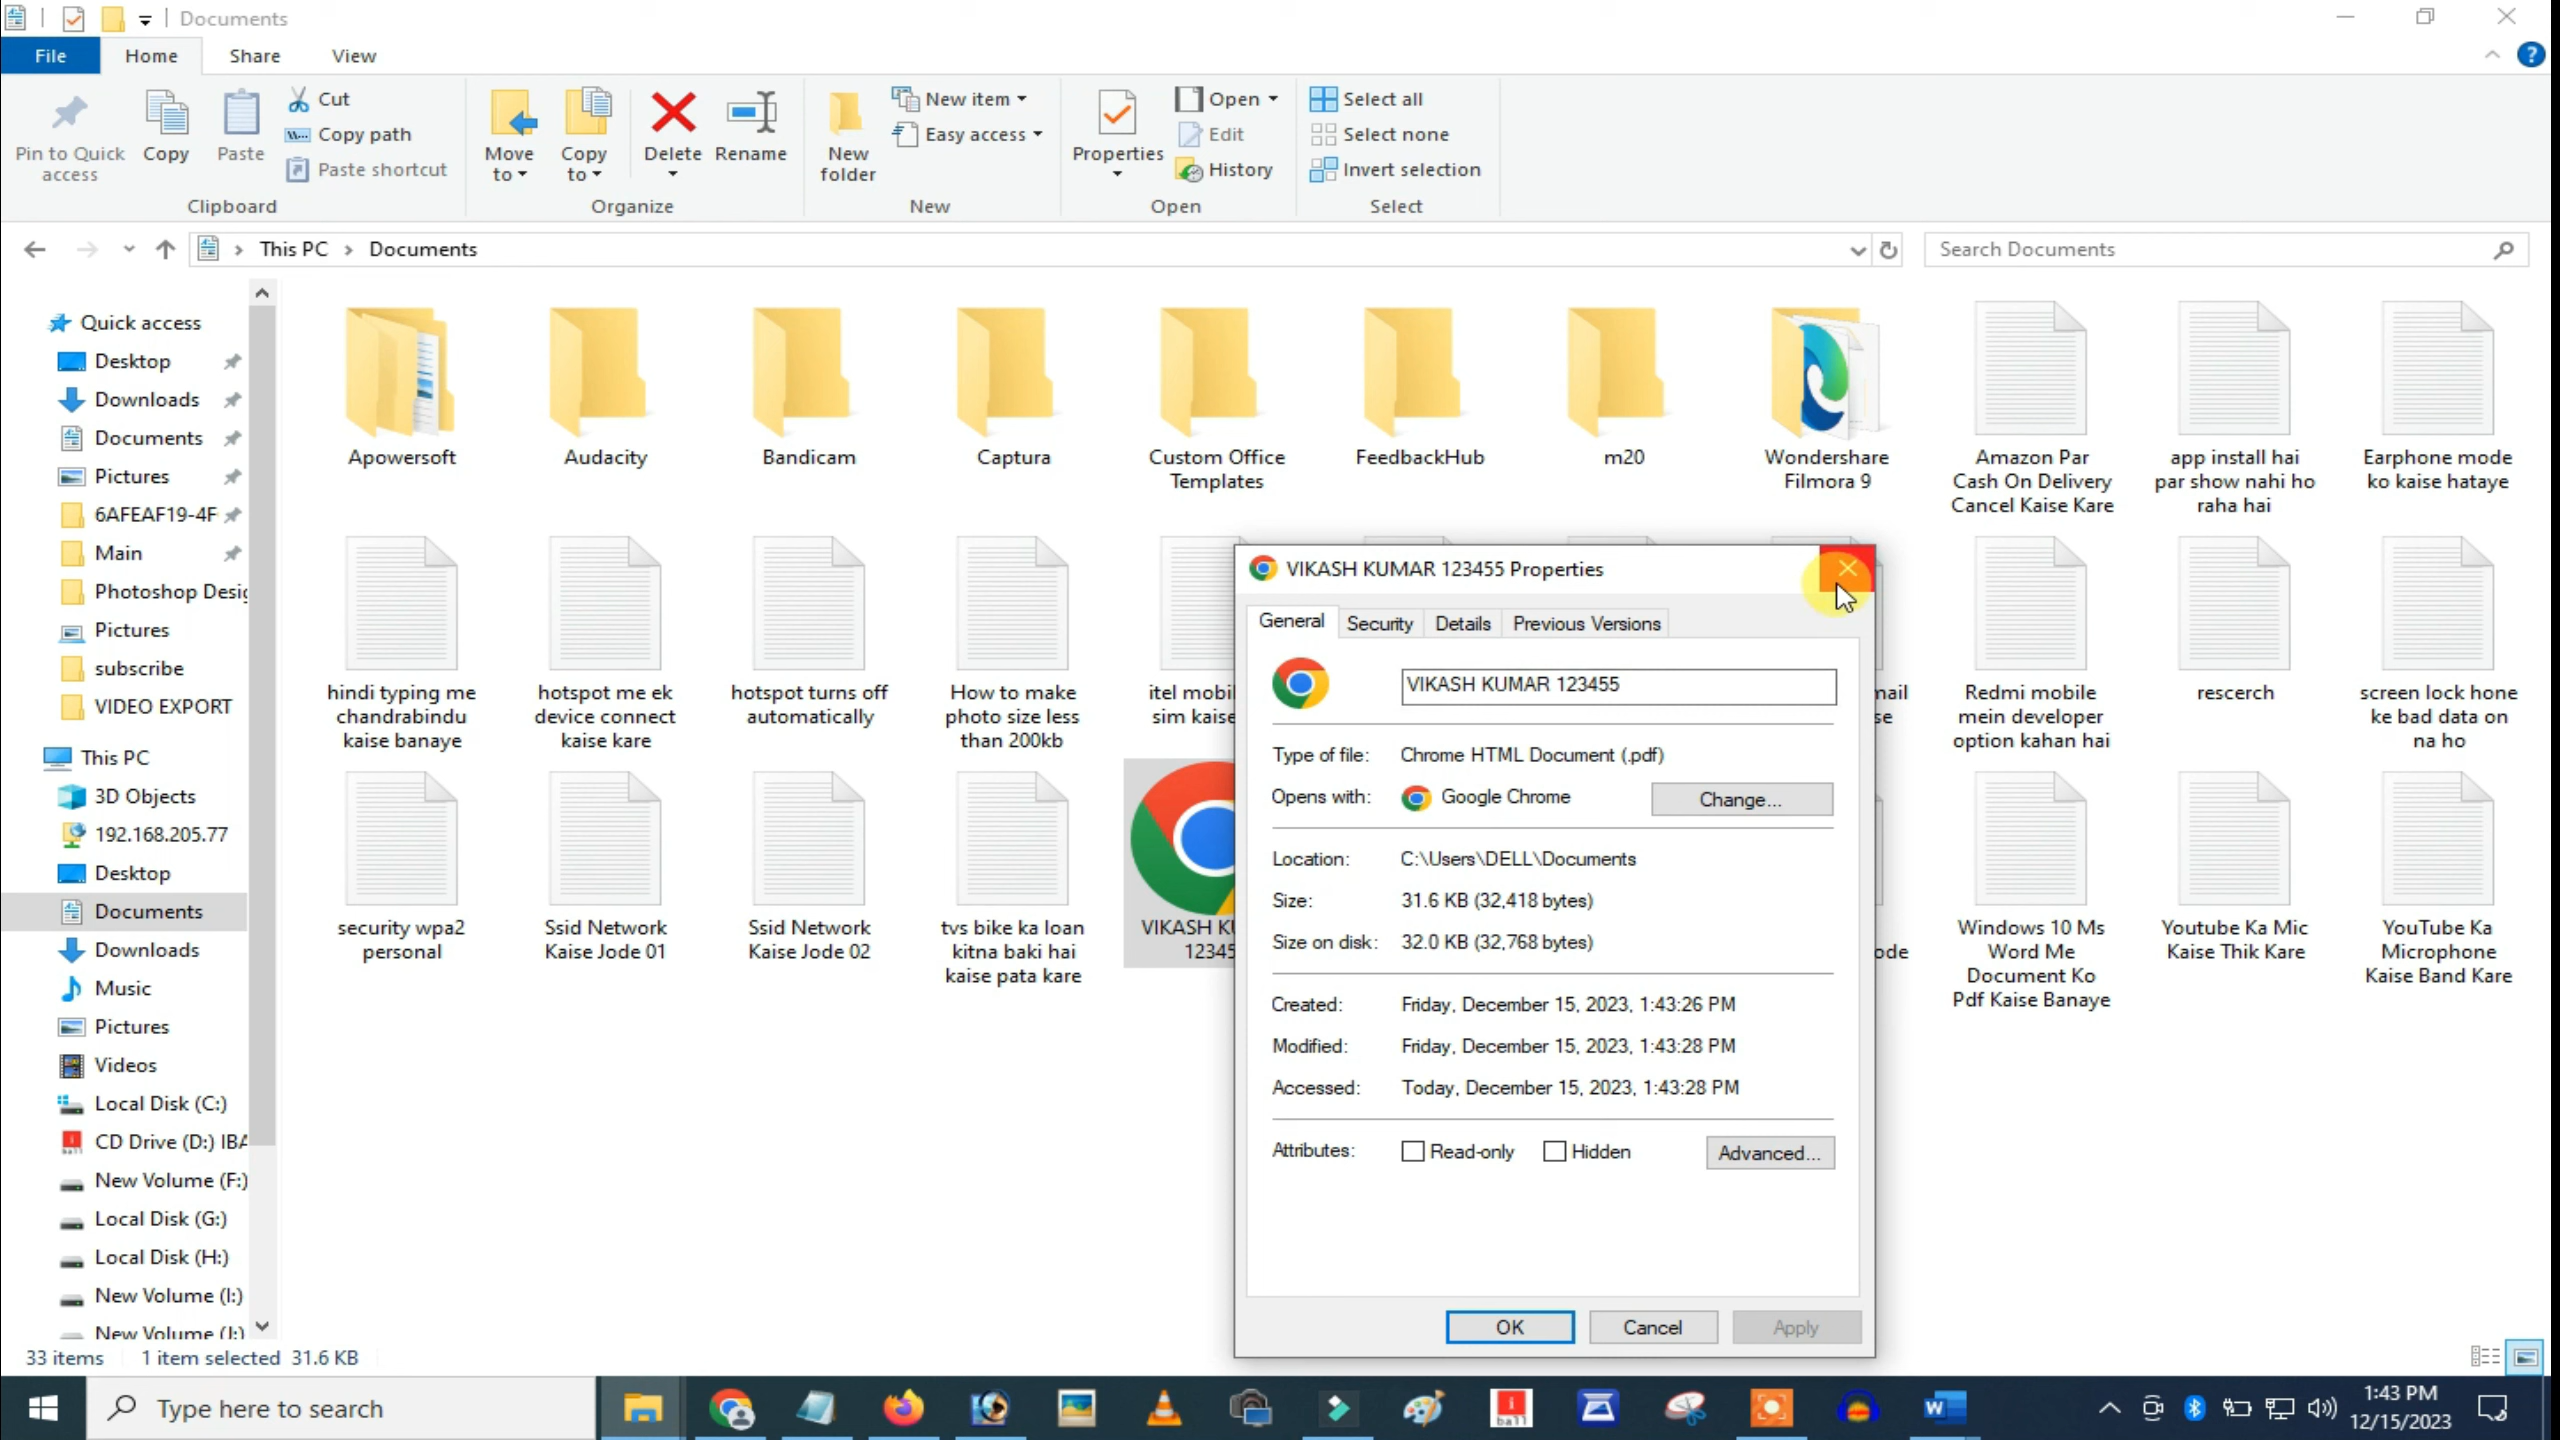 Documents
File Home Share View
Pin to Quick access
Copy
Paste
Cut
Copy path
Paste shortcut
Clipboard
Move to
Copy to
Delete
Rename
Organize
New folder
New item
Easy access
New
Properties
Open
Edit
History
Open
Select all
Select none
Invert selection
Select
This PC > Documents
Search Documents
Quick access
Desktop
Downloads
Documents
Pictures
6AFEAF19-4F
Main
Photoshop Desig
Pictures
subscribe
VIDEO EXPORT
This PC
3D Objects
192.168.205.77
Desktop
Documents
Downloads
Music
Pictures
Videos
Local Disk (C:)
CD Drive (D:) IBA
New Volume (F:)
Local Disk (G:)
Local Disk (H:)
New Volume (I:)
New Volume (J:)
Apowersoft
Audacity
Bandicam
Captura
Custom Office
Templates
FeedbackHub
m20
Wondershare
Filmora 9
Amazon Par
Cash On Delivery
Cancel Kaise Kare
app install hai
par show nahi ho
raha hai
Earphone mode
ko kaise hataye
hindi typing me
chandrabindu
kaise banaye
hotspot me ek
device connect
kaise kare
hotspot turns off
automatically
How to make
photo size less
than 200kb
itel mobil
sim kaise
mail
se
Redmi mobile
mein developer
option kahan hai
rescerch
screen lock hone
ke bad data on
na ho
security wpa2
personal
Ssid Network
Kaise Jode 01
Ssid Network
Kaise Jode 02
tvs bike ka loan
kitna baki hai
kaise pata kare
VIKASH KU
12345
ode
Windows 10 Ms
Word Me
Document Ko
Pdf Kaise Banaye
Youtube Ka Mic
Kaise Thik Kare
YouTube Ka
Microphone
Kaise Band Kare
VIKASH KUMAR 123455 Properties
General Security Details Previous Versions
VIKASH KUMAR 123455
Type of file: Chrome HTML Document (.pdf)
Opens with: Google Chrome Change...
Location: C:\Users\DELL\Documents
Size: 31.6 KB (32,418 bytes)
Size on disk: 32.0 KB (32,768 bytes)
Created: Friday, December 15, 2023, 1:43:26 PM
Modified: Friday, December 15, 2023, 1:43:28 PM
Accessed: Today, December 15, 2023, 1:43:28 PM
Attributes: Read-only Hidden Advanced...
OK Cancel Apply
33 items 1 item selected 31.6 KB
Type here to search
ball
W
1:43 PM
12/15/2023